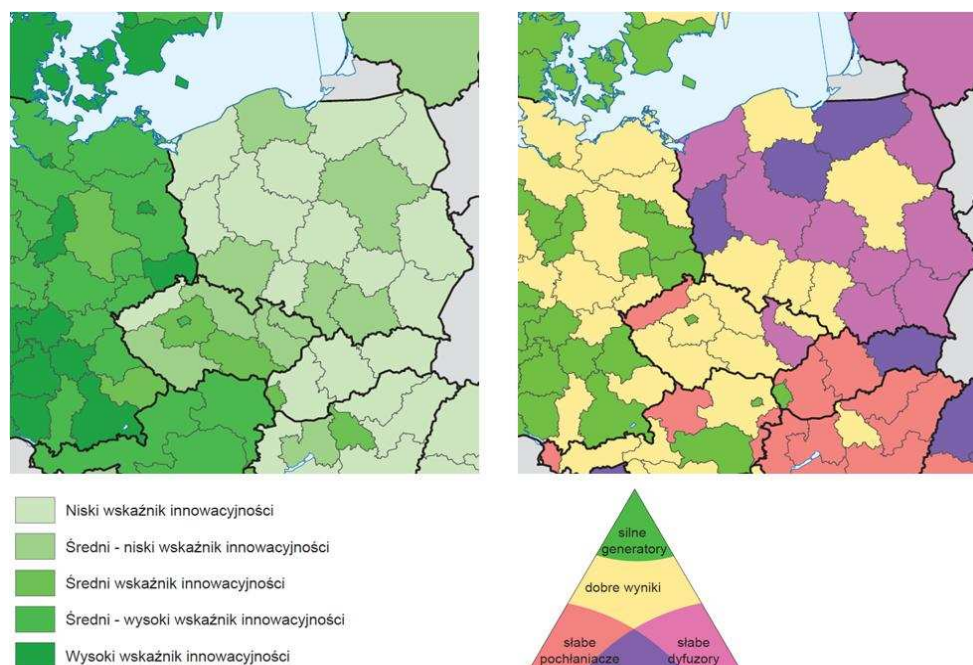 Niski wskaźnik innowacyjności
Średni - niski wskaźnik innowacyjności
Średni wskaźnik innowacyjności
Średni - wysoki wskaźnik innowacyjności
Wysoki wskaźnik innowacyjności
silne
generatory
dobre wyniki
słabe
pochłaniacze
słabe
dyfuzory